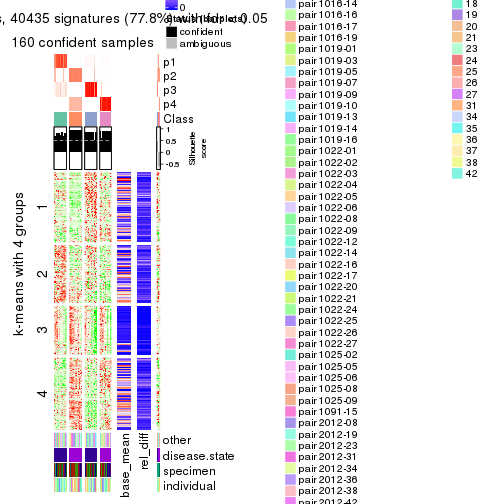 , 40435 signatures (77.8%) with fdr < 0.05
160 confident samples
0
confident
ambiguous
p1
p2
p3
p4
Class
1
0.5
0
-0.5
Silhouette
score
k-means with 4 groups
1
2
3
4
base_mean
rel_diff
other
disease.state
specimen
individual
pair1016-14
pair1016-16
pair1016-17
pair1016-19
pair1019-01
pair1019-03
pair1019-05
pair1019-07
pair1019-10
pair1019-13
pair1019-14
pair1019-16
pair1022-01
pair1022-02
pair1022-03
pair1022-04
pair1022-05
pair1022-06
pair1022-08
pair1022-09
pair1022-12
pair1022-14
pair1022-16
pair1022-17
pair1022-20
pair1022-21
pair1022-24
pair1022-25
pair1022-26
pair1022-27
pair1025-02
pair1025-05
pair1025-06
pair1025-08
pair1025-09
pair1091-15
pair2012-08
pair2012-19
pair2012-23
pair2012-31
pair2012-34
pair2012-36
pair2012-38
pair2012-42
18
19
20
21
23
24
25
26
27
31
34
35
36
37
38
42